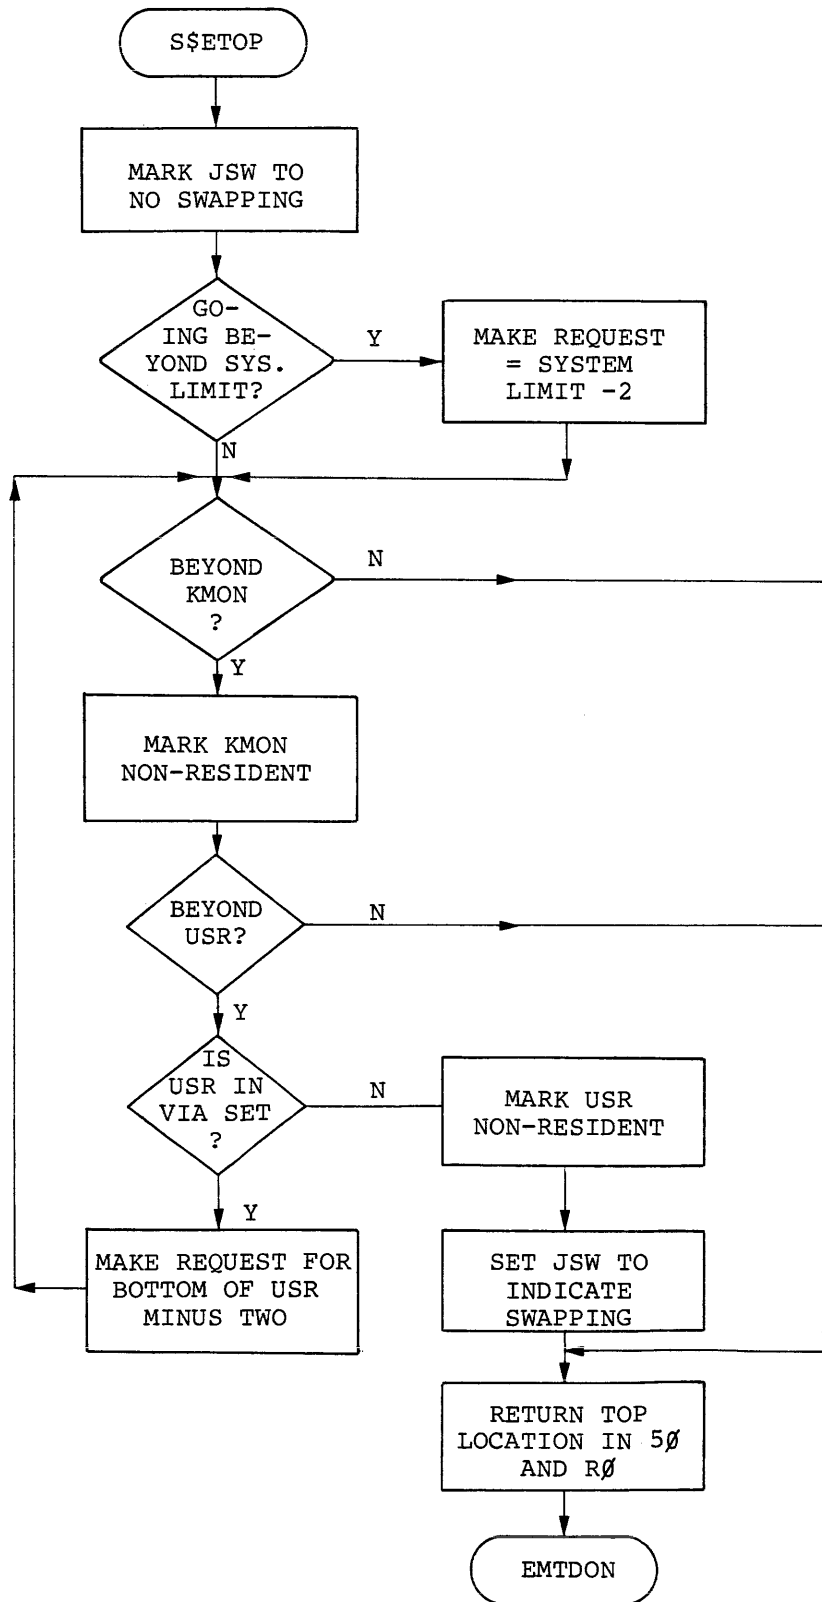 S$ETOP
MARK JSW TO
NO SWAPPING
GO-
ING BE-
YOND SYS.
LIMIT?
Y
MAKE REQUEST
= SYSTEM
LIMIT -2
N
BEYOND
KMON
?
N
Y
MARK KMON
NON-RESIDENT
BEYOND
USR?
N
Y
IS
USR IN
VIA SET
?
N
MARK USR
NON-RESIDENT
Y
MAKE REQUEST FOR
BOTTOM OF USR
MINUS TWO
SET JSW TO
INDICATE
SWAPPING
RETURN TOP
LOCATION IN 5Ø
AND RØ
EMTDON